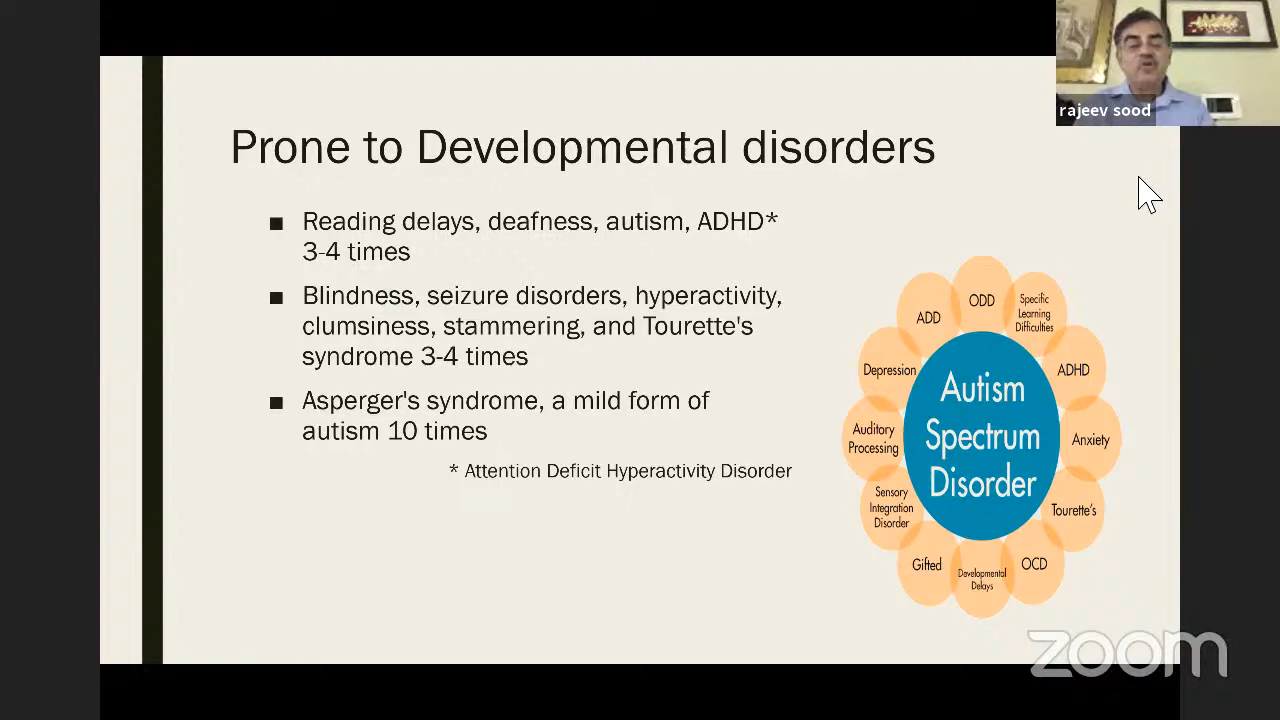 rajeev sood
Prone to Developmental disorders
■ Reading delays, deafness, autism, ADHD*
3-4 times
■ Blindness, seizure disorders, hyperactivity,
clumsiness, stammering, and Tourette's
syndrome 3-4 times
■ Asperger's syndrome, a mild form of
autism 10 times
* Attention Deficit Hyperactivity Disorder
Autism
Spectrum
Disorder
ODD
Specific
Learning
Difficulties
ADHD
Anxiety
Tourette's
OCD
Developmental
Delays
Gifted
Sensory
Integration
Disorder
Auditory
Processing
Depression
ADD
zoom